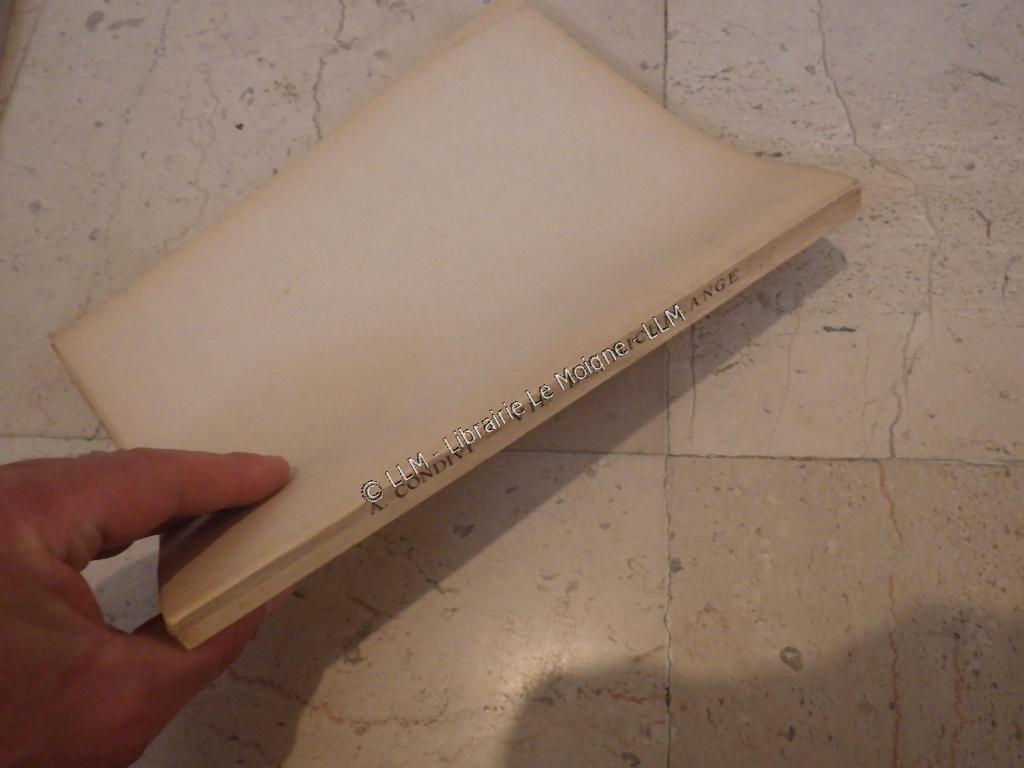 © LLM - Librairie Le Moigne - LLM
A. CONDIVI ANGE